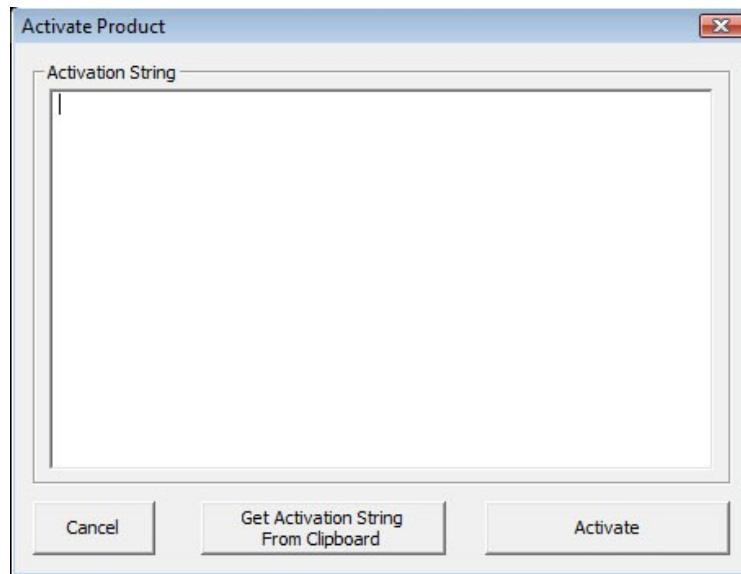 Activate Product
Activation String
Cancel
Get Activation String
From Clipboard
Activate